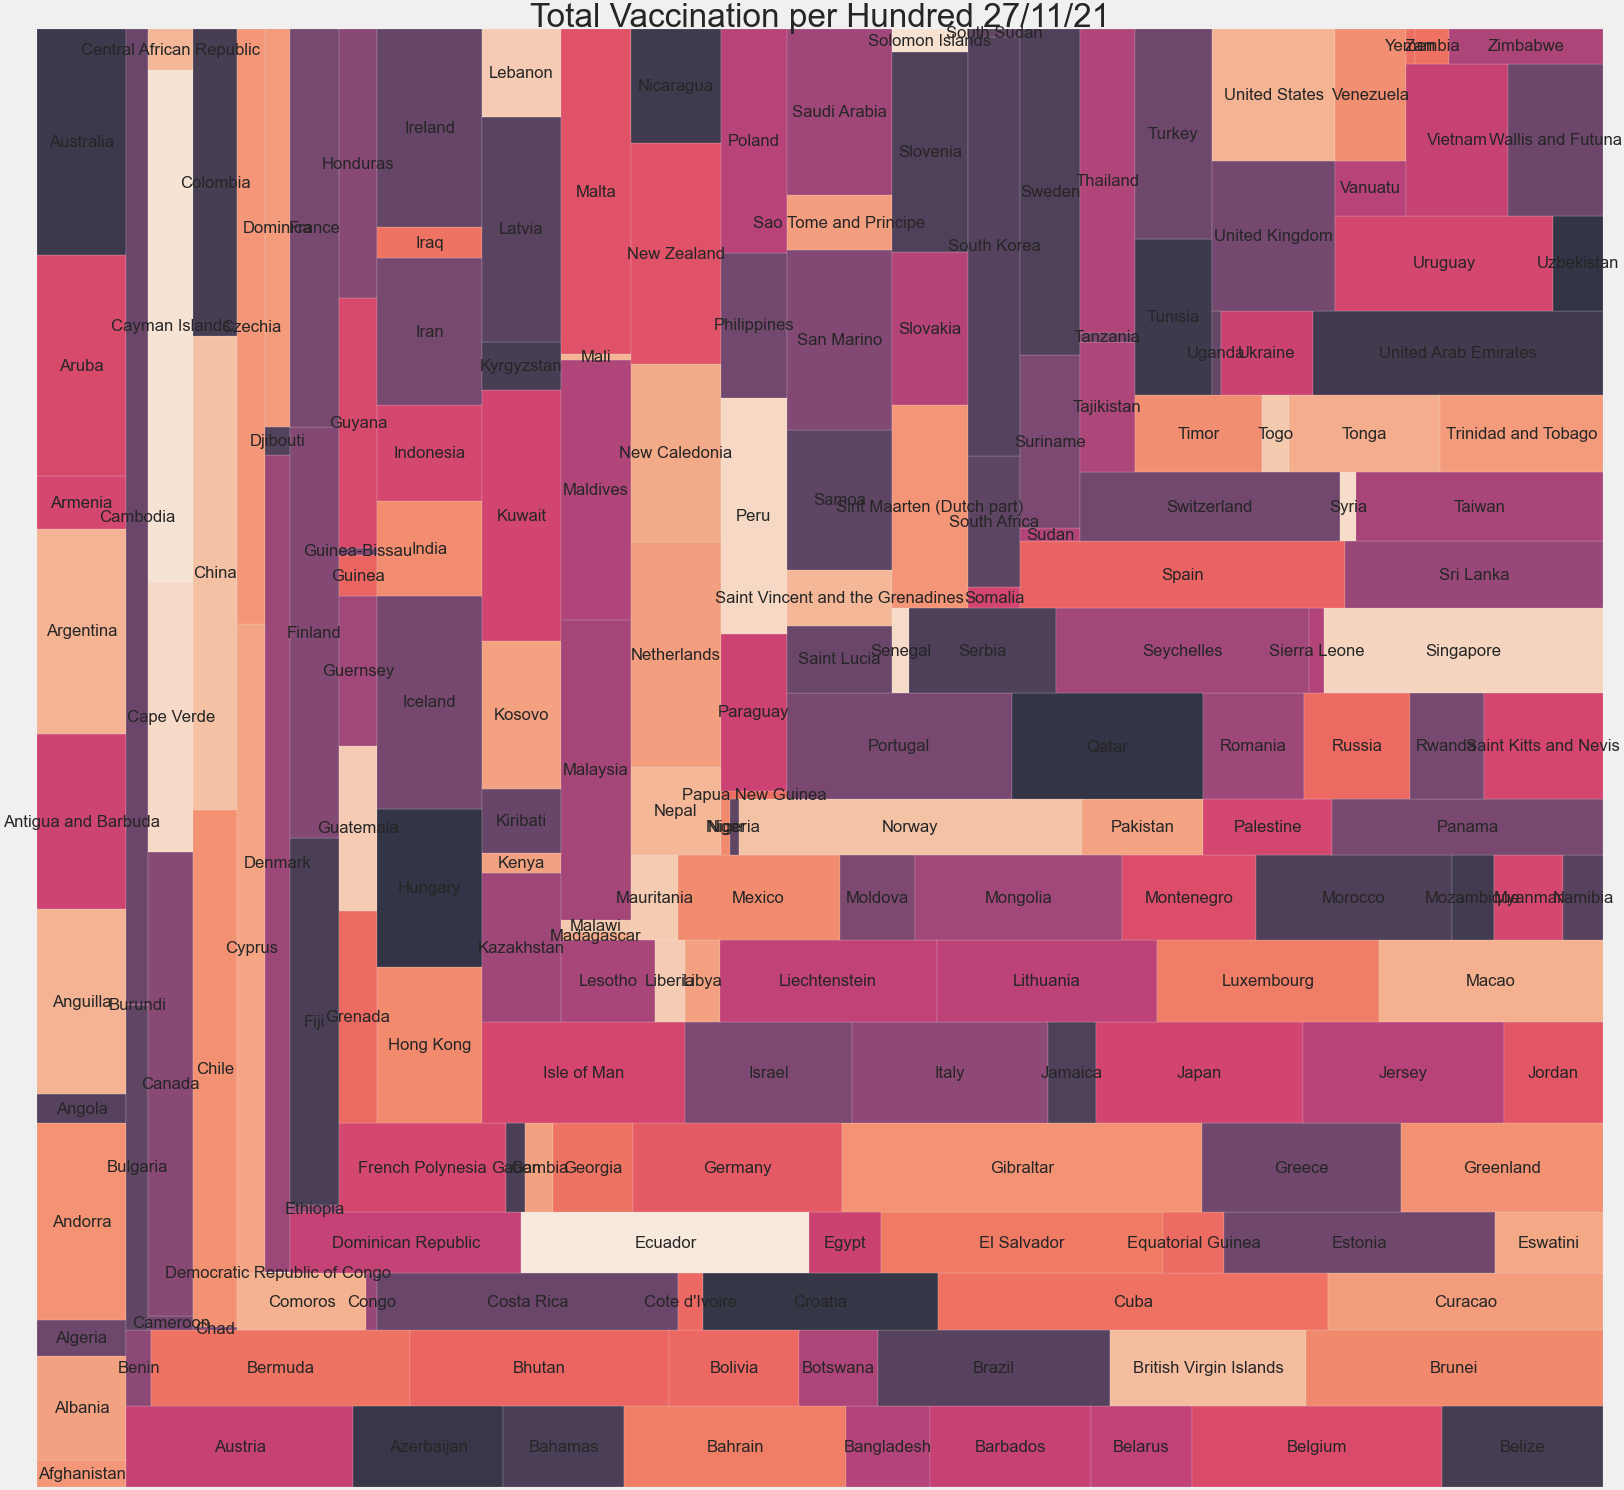 Total Vaccination per Hundred 27/11/21
Afghanistan
Albania
Algeria
Andorra
Angola
Anguilla
Antigua and Barbuda
Argentina
Armenia
Aruba
Australia
Austria
Azerbaijan
Bahamas
Bahrain
Bangladesh
Barbados
Belarus
Belgium
Belize
Benin
Bermuda
Bhutan
Bolivia
Botswana
Brazil
British Virgin Islands
Brunei
Bulgaria
Burundi
Cambodia
Cameroon
Canada
Cape Verde
Cayman Islands
Central African Republic
Chad
Chile
China
Colombia
Comoros
Congo
Costa Rica
Cote d'Ivoire
Croatia
Cuba
Curacao
Cyprus
Czechia
Democratic Republic of Congo
Denmark
Djibouti
Dominica
Dominican Republic
Ecuador
Egypt
El Salvador
Equatorial Guinea
Estonia
Eswatini
Ethiopia
Fiji
Finland
France
French Polynesia
Gabon
Gambia
Georgia
Germany
Gibraltar
Greece
Greenland
Grenada
Guatemala
Guernsey
Guinea
Guinea-Bissau
Guyana
Honduras
Hong Kong
Hungary
Iceland
India
Indonesia
Iran
Iraq
Ireland
Isle of Man
Israel
Italy
Jamaica
Japan
Jersey
Jordan
Kazakhstan
Kenya
Kiribati
Kosovo
Kuwait
Kyrgyzstan
Latvia
Lebanon
Lesotho
Liberia
Libya
Liechtenstein
Lithuania
Luxembourg
Macao
Madagascar
Malawi
Malaysia
Maldives
Mali
Malta
Mauritania
Mexico
Moldova
Mongolia
Montenegro
Morocco
Mozambique
Myanmar
Namibia
Nepal
Netherlands
New Caledonia
New Zealand
Nicaragua
Niger
Nigeria
Norway
Pakistan
Palestine
Panama
Papua New Guinea
Paraguay
Peru
Philippines
Poland
Portugal
Qatar
Romania
Russia
Rwanda
Saint Kitts and Nevis
Saint Lucia
Saint Vincent and the Grenadines
Samoa
San Marino
Sao Tome and Principe
Saudi Arabia
Senegal
Serbia
Seychelles
Sierra Leone
Singapore
Sint Maarten (Dutch part)
Slovakia
Slovenia
Solomon Islands
Somalia
South Africa
South Korea
South Sudan
Spain
Sri Lanka
Sudan
Suriname
Sweden
Switzerland
Syria
Taiwan
Tajikistan
Tanzania
Thailand
Timor
Togo
Tonga
Trinidad and Tobago
Tunisia
Turkey
Uganda
Ukraine
United Arab Emirates
United Kingdom
United States
Uruguay
Uzbekistan
Vanuatu
Venezuela
Vietnam
Wallis and Futuna
Yemen
Zambia
Zimbabwe